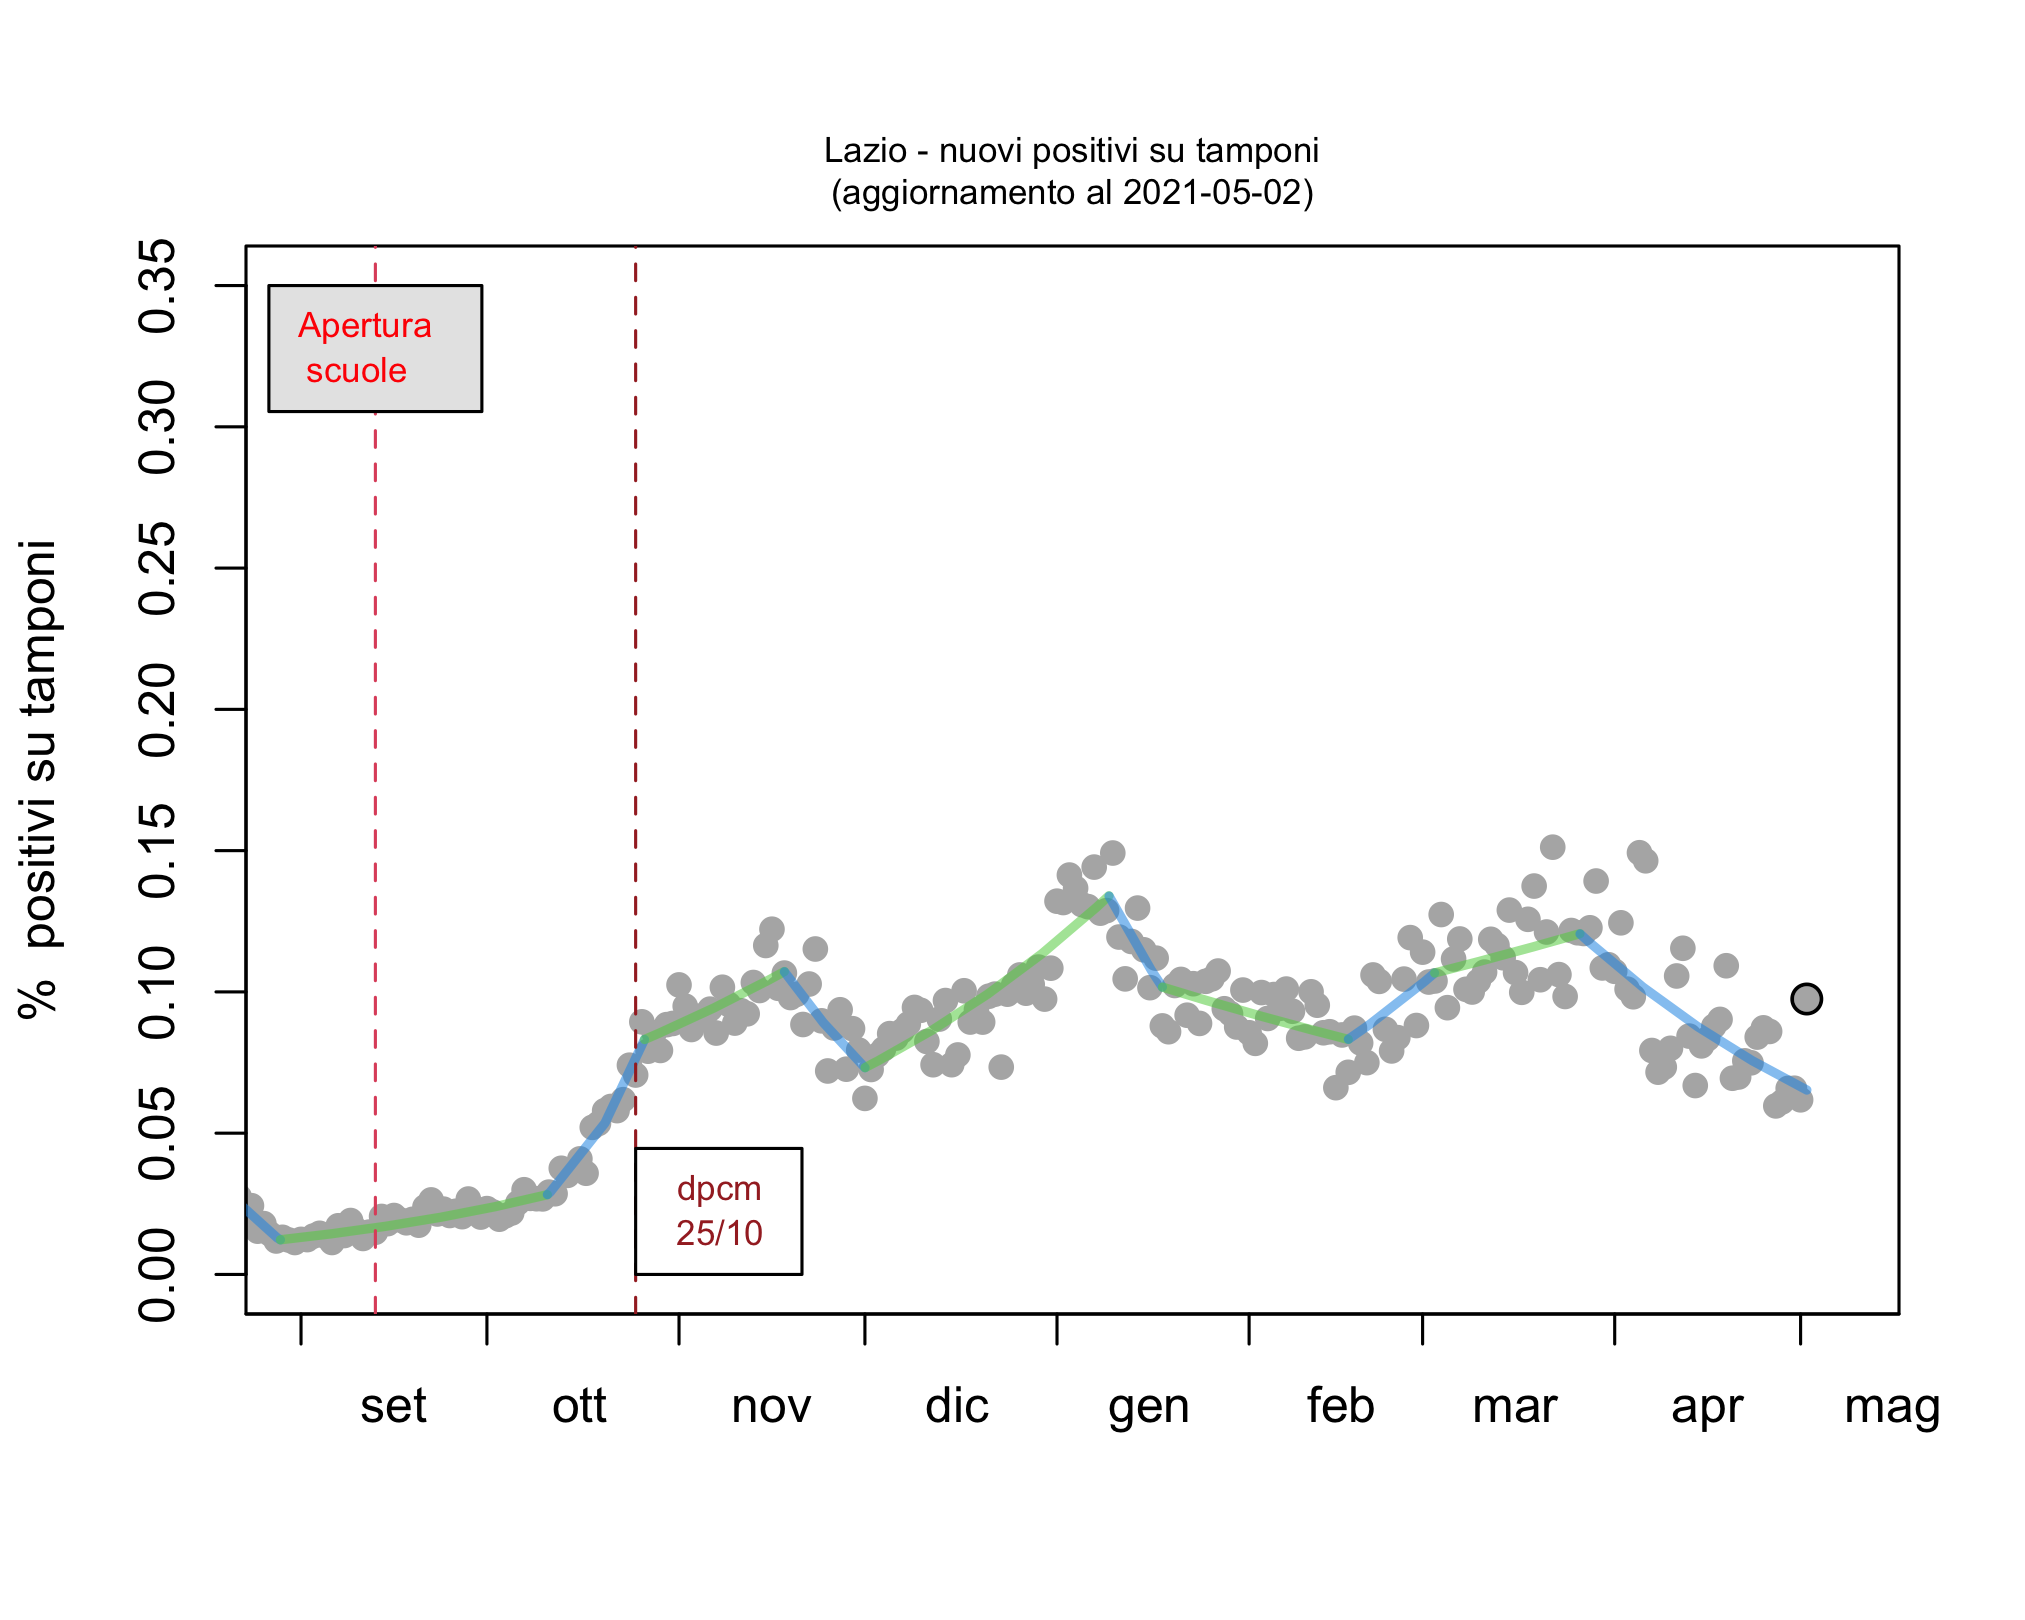 Lazio - nuovi positivi su tamponi
(aggiornamento al 2021-05-02)
% positivi su tamponi
0.35
0.30
0.25
0.20
0.15
0.10
0.05
0.00
Apertura
scuole
dpcm
25/10
set ott nov dic gen feb mar apr mag